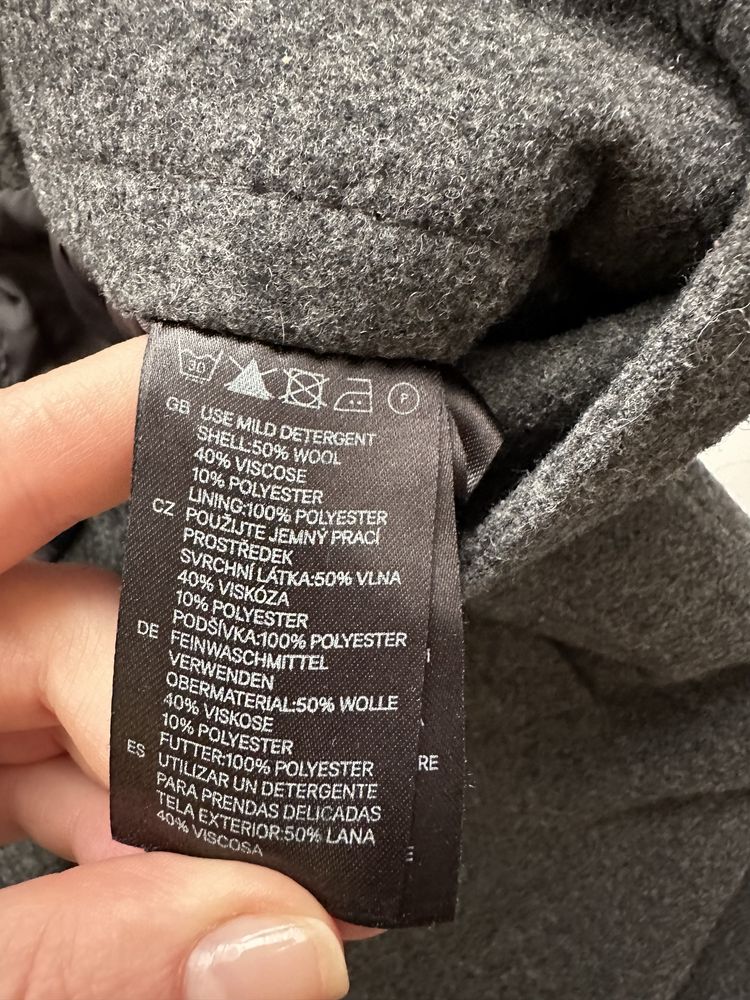 30
P
GB USE MILD DETERGENT
SHELL:50% WOOL
40% VISCOSE
10% POLYESTER
LINING:100% POLYESTER
CZ POUŽIJTE JEMNÝ PRACÍ
PROSTŘEDEK
SVRCHNÍ LÁTKA:50% VLNA
40% VISKÓZA
10% POLYESTER
PODŠÍVKA:100% POLYESTER
DE FEINWASCHMITTEL
VERWENDEN
OBERMATERIAL:50% WOLLE
40% VISKOSE
10% POLYESTER
FUTTER:100% POLYESTER
ES UTILIZAR UN DETERGENTE
PARA PRENDAS DELICADAS
TELA EXTERIOR:50% LANA
40% VISCOSA
RE